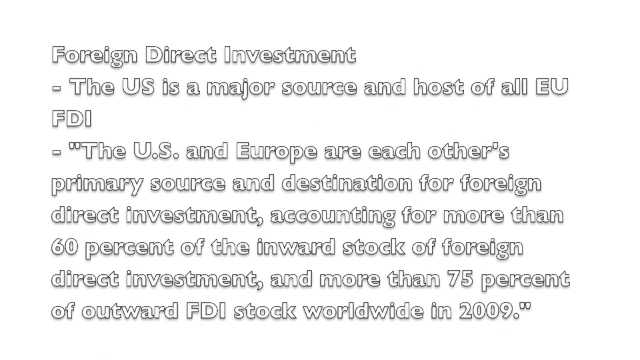 Foreign Direct Investment
- The US is a major source and host of all EU
FDI
- "The U.S. and Europe are each other's
primary source and destination for foreign
direct investment, accounting for more than
60 percent of the inward stock of foreign
direct investment, and more than 75 percent
of outward FDI stock worldwide in 2009."